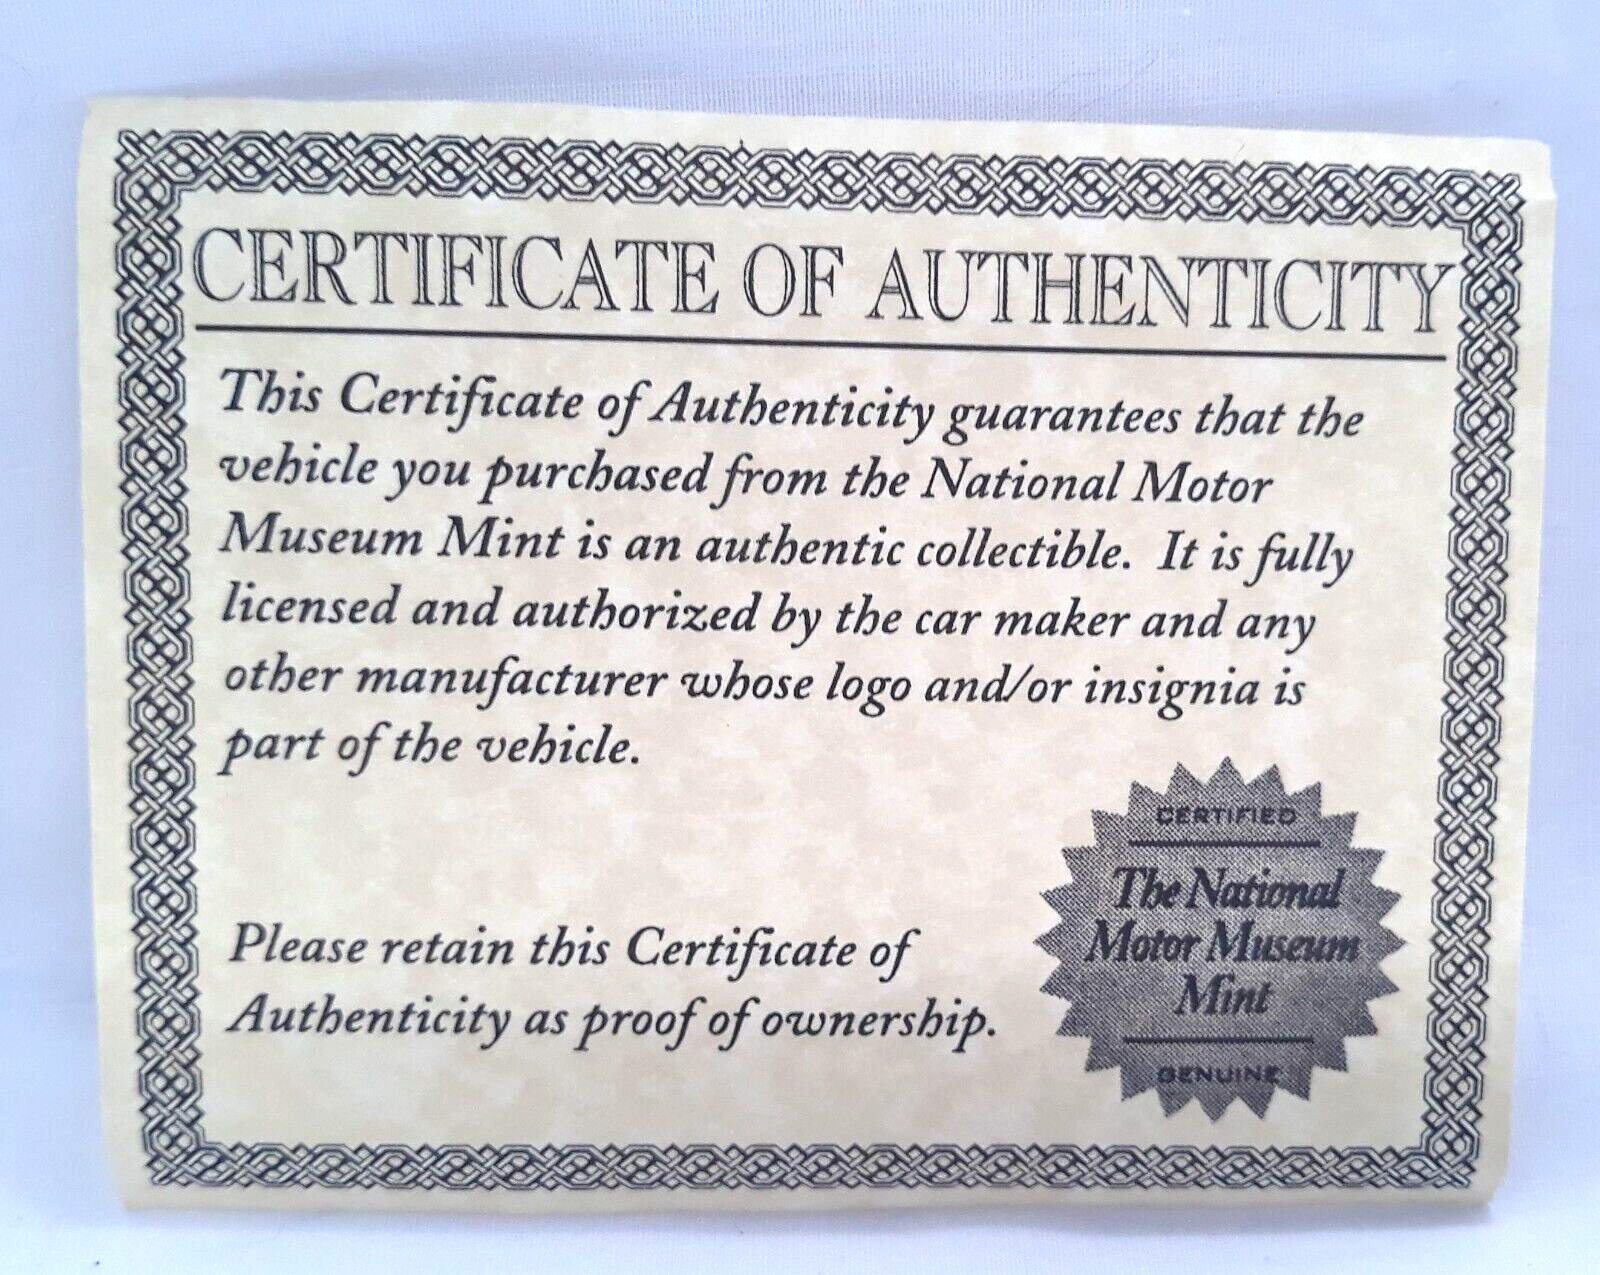 CERTIFICATE OF AUTHENTICITY
This Certificate of Authenticity guarantees that the
vehicle you purchased from the National Motor
Museum Mint is an authentic collectible. It is fully
licensed and authorized by the car maker and any
other manufacturer whose logo and/or insignia is
part of the vehicle.
Please retain this Certificate of
Authenticity as proof of ownership.
CERTIFIED
The National
Motor Museum
Mint
GENUINE